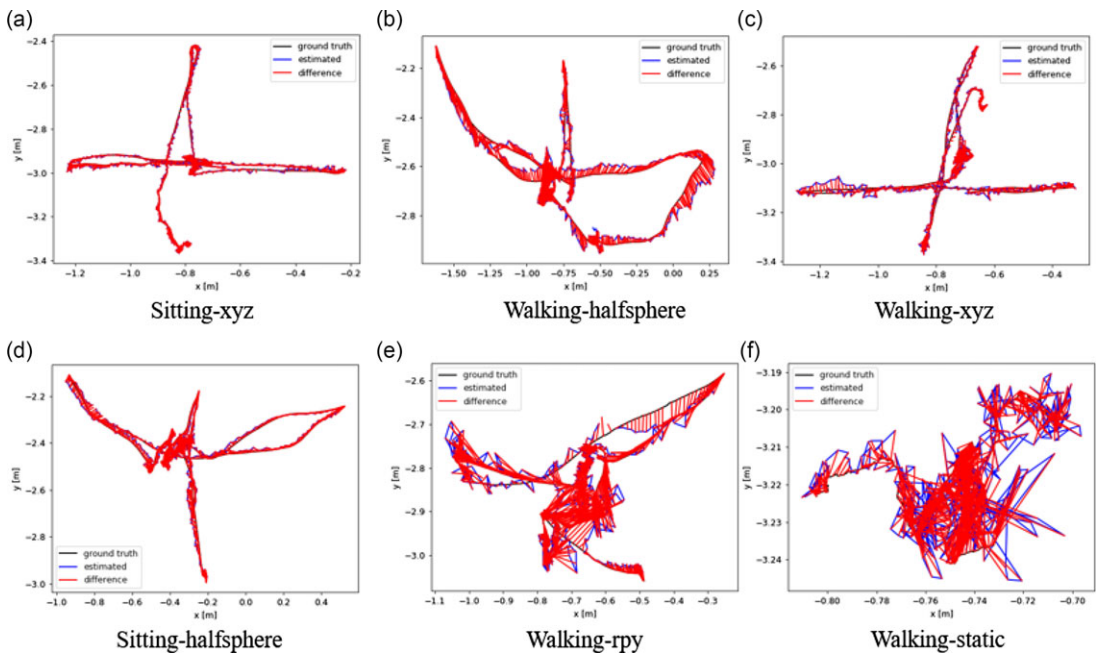 (a)
−2.4
−2.6
−2.8
−3.0
−3.2
−3.4
y [m]
ground truth
estimated
difference
−1.2 −1.0 −0.8 −0.6 −0.4 −0.2
x [m]
Sitting-xyz
(b)
−2.2
−2.4
−2.6
−2.8
y [m]
ground truth
estimated
difference
−1.50 −1.25 −1.00 −0.75 −0.50 −0.25 0.00 0.25
x [m]
Walking-halfsphere
(c)
−2.6
−2.8
−3.0
−3.2
−3.4
y [m]
ground truth
estimated
difference
−1.2 −1.0 −0.8 −0.6 −0.4
x [m]
Walking-xyz
(d)
−2.2
−2.4
−2.6
−2.8
−3.0
y [m]
ground truth
estimated
difference
−1.0 −0.8 −0.6 −0.4 −0.2 0.0 0.2 0.4
x [m]
Sitting-halfsphere
(e)
−2.6
−2.7
−2.8
−2.9
−3.0
y [m]
ground truth
estimated
difference
−1.1 −1.0 −0.9 −0.8 −0.7 −0.6 −0.5 −0.4 −0.3
x [m]
Walking-rpy
(f)
−3.19
−3.20
−3.21
−3.22
−3.23
−3.24
y [m]
ground truth
estimated
difference
−0.80 −0.78 −0.76 −0.74 −0.72 −0.70
x [m]
Walking-static